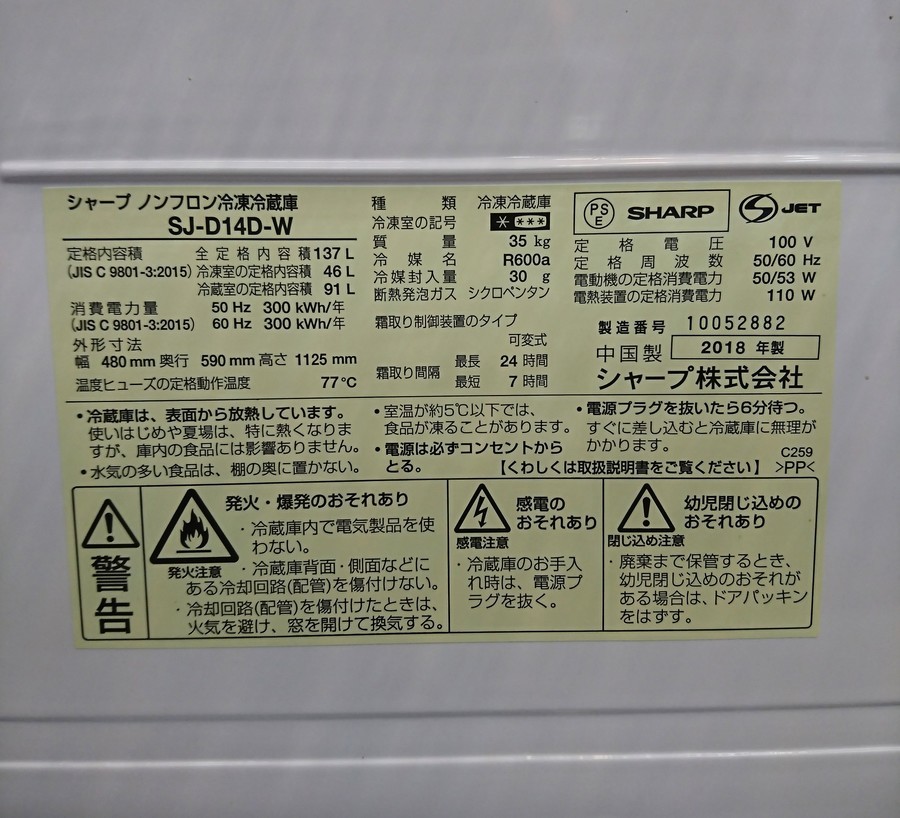 シャープ ノンフロン冷凍冷蔵庫
SJ-D14D-W
定格内容積 全定格内容積 137 L
(JIS C 9801-3:2015) 冷凍室の定格内容積 46 L
冷蔵室の定格内容積 91 L
消費電力量 50 Hz 300 kWh/年
(JIS C 9801-3:2015) 60 Hz 300 kWh/年
外形寸法
幅 480 mm 奥行 590 mm 高さ 1125 mm
温度ヒューズの定格動作温度 77℃
種類 冷凍冷蔵庫
冷凍室の記号 * ***
質量 35 kg
冷媒名 R600a
冷媒封入量 30 g
断熱発泡ガス シクロペンタン
霜取り制御装置のタイプ
可変式
霜取り間隔 最長 24 時間
最短 7 時間
PSE SHARP S JET
定格電圧 100 V
定格周波数 50/60 Hz
電動機の定格消費電力 50/53 W
電熱装置の定格消費電力 110 W
製造番号 10052882
中国製 2018 年製
シャープ株式会社
・冷蔵庫は、表面から放熱しています。
使いはじめや夏場は、特に熱くなりま
すが、庫内の食品には影響ありません。
・水気の多い食品は、棚の奥に置かない。
・室温が約5℃以下では、
食品が凍ることがあります。
・電源は必ずコンセントから
とる。
・電源プラグを抜いたら6分待つ。
すぐに差し込むと冷蔵庫に無理が
かかります。
C259
【くわしくは取扱説明書をご覧ください】 >PP<
警告
発火・爆発のおそれあり
発火注意
・冷蔵庫内で電気製品を使
わない。
・冷蔵庫背面・側面などに
ある冷却回路(配管)を傷付けない。
・冷却回路(配管)を傷付けたときは、
火気を避け、窓を開けて換気する。
感電の
おそれあり
感電注意
・冷蔵庫のお手入
れ時は、電源プ
ラグを抜く。
幼児閉じ込めの
おそれあり
閉じ込め注意
・廃棄まで保管するとき、
幼児閉じ込めのおそれが
ある場合は、ドアパッキン
をはずす。